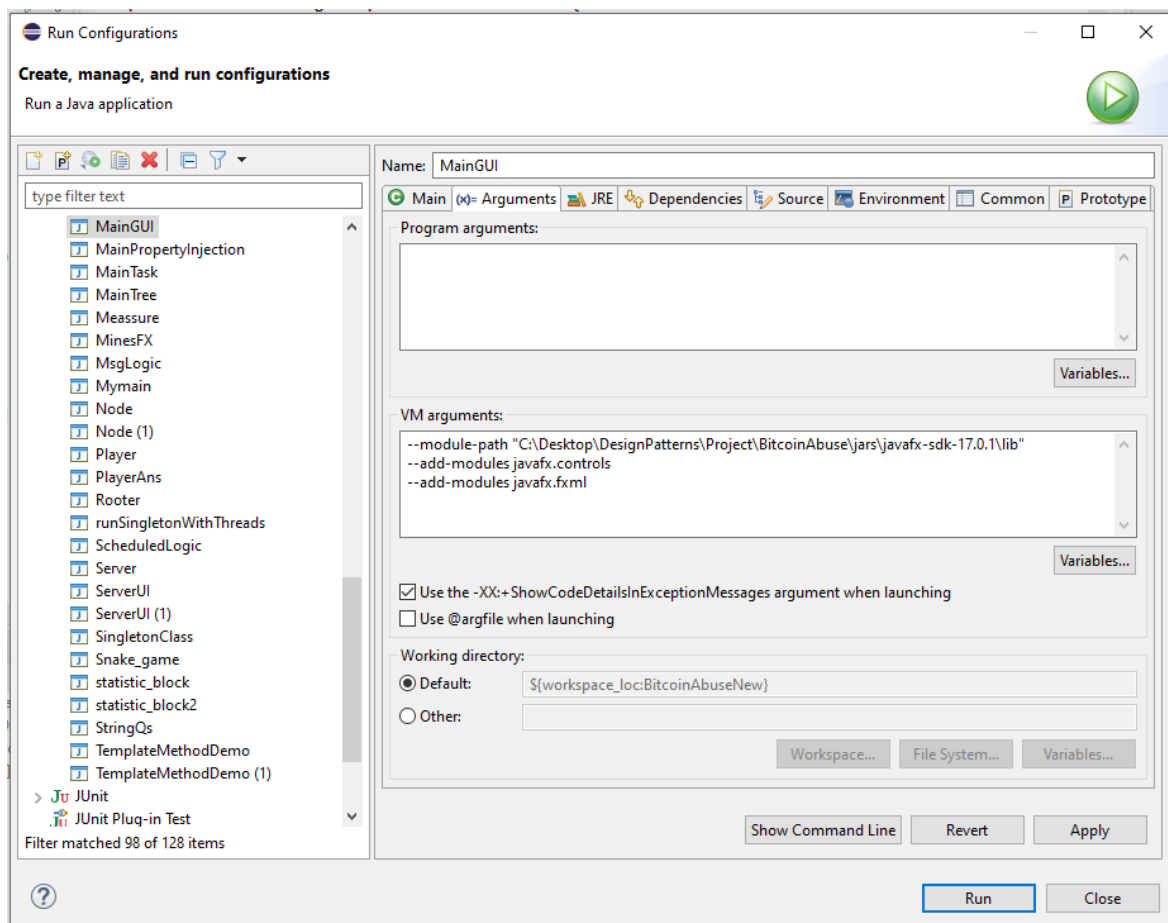 Run Configurations
Create, manage, and run configurations
Run a Java application
type filter text
MainGUI
MainPropertyInjection
MainTask
MainTree
Meassure
MinesFX
MsgLogic
Mymain
Node
Node (1)
Player
PlayerAns
Rooter
runSingletonWithThreads
ScheduledLogic
Server
ServerUI
ServerUI (1)
SingletonClass
Snake_game
statistic_block
statistic_block2
StringQs
TemplateMethodDemo
TemplateMethodDemo (1)
JUnit
JUnit Plug-in Test
Filter matched 98 of 128 items
Name: MainGUI
Main (x)= Arguments JRE Dependencies Source Environment Common Prototype
Program arguments:
Variables...
VM arguments:
--module-path "C:\Desktop\DesignPatterns\Project\BitcoinAbuse\jars\javafx-sdk-17.0.1\lib"
--add-modules javafx.controls
--add-modules javafx.fxml
Variables...
Use the -XX:+ShowCodeDetailsInExceptionMessages argument when launching
Use @argfile when launching
Working directory:
Default: ${workspace_loc:BitcoinAbuseNew}
Other:
Workspace... File System... Variables...
Show Command Line Revert Apply
Run Close